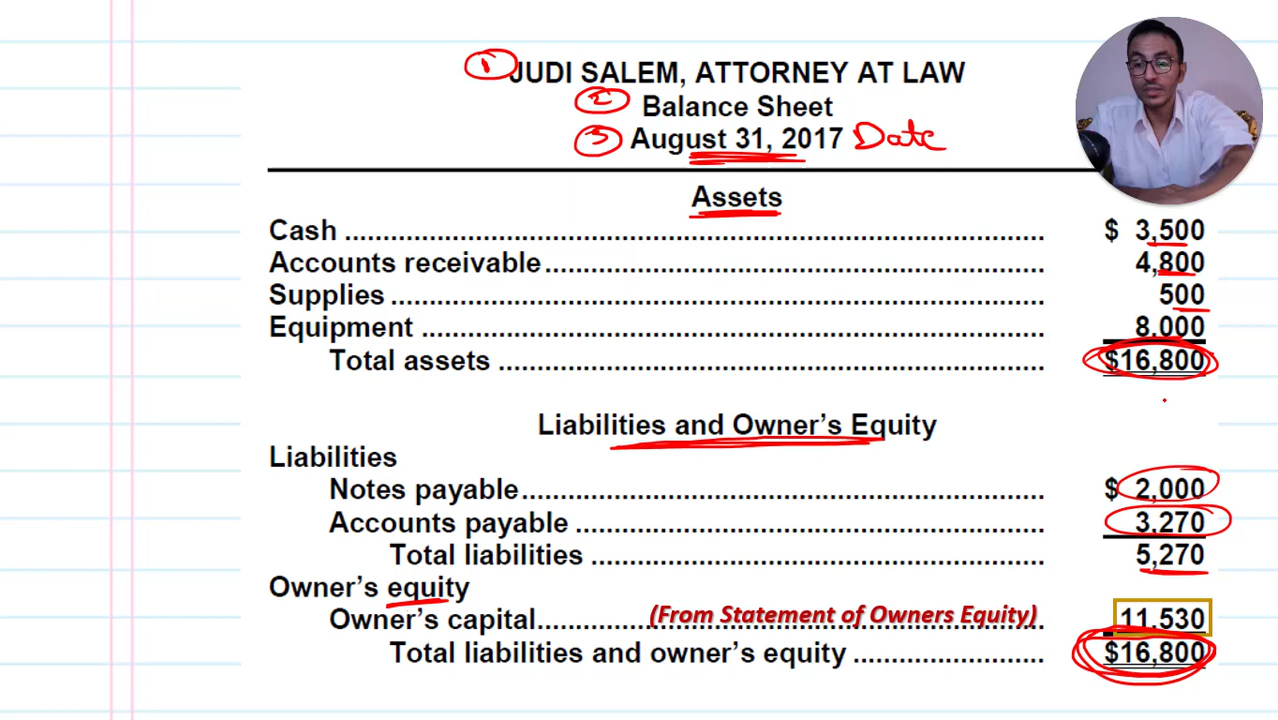 1 JUDI SALEM, ATTORNEY AT LAW
2 Balance Sheet
3 August 31, 2017 Date
Assets
Cash ........ $ 3,500
Accounts receivable ........ 4,800
Supplies ........ 500
Equipment ........ 8,000
Total assets ........ $16,800
Liabilities and Owner's Equity
Liabilities
Notes payable ........ $ 2,000
Accounts payable ........ 3,270
Total liabilities ........ 5,270
Owner's equity
Owner's capital ........ (From Statement of Owners Equity) 11,530
Total liabilities and owner's equity ........ $16,800